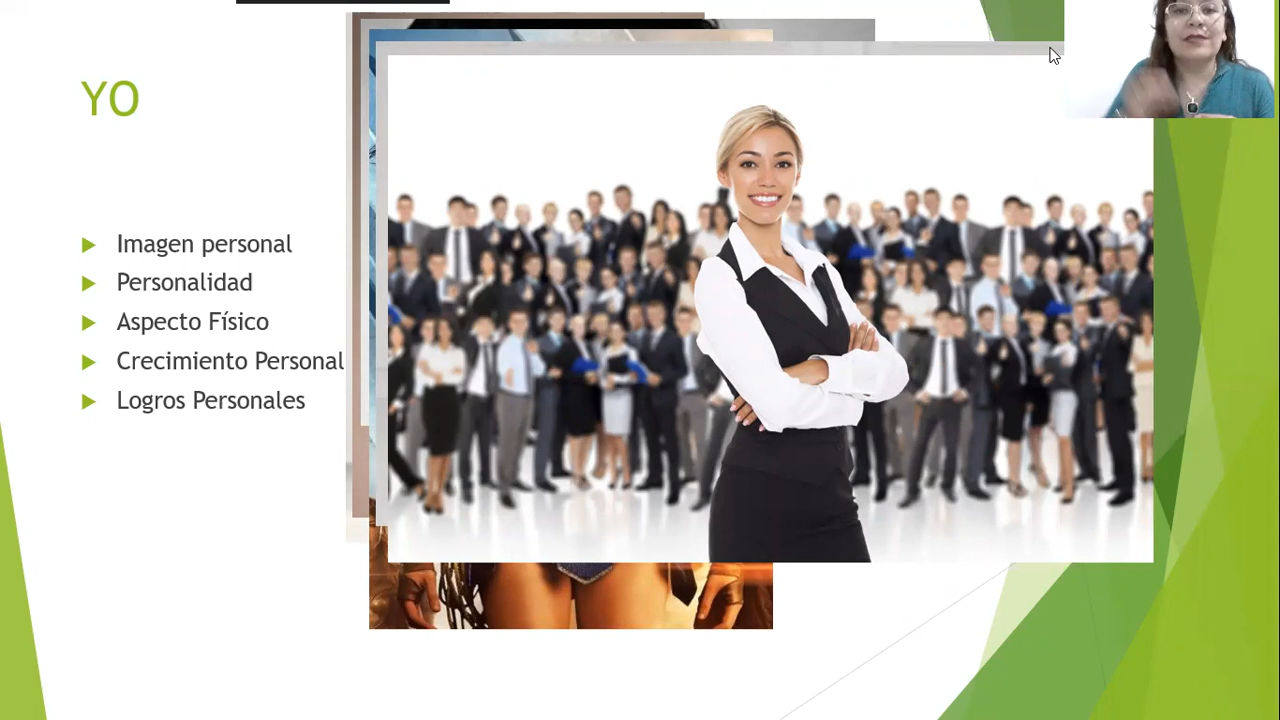 YO
Imagen personal
Personalidad
Aspecto Físico
Crecimiento Personal
Logros Personales